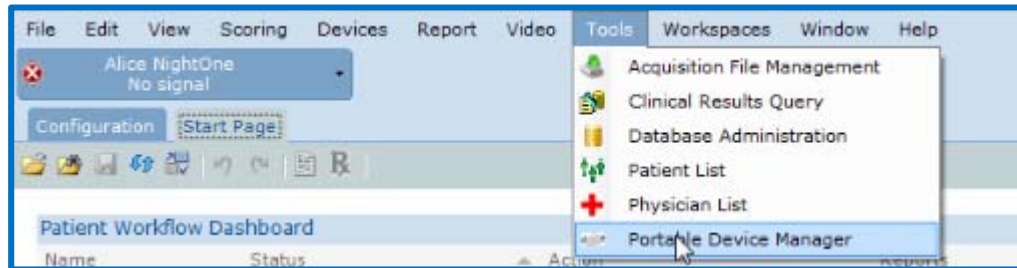 File Edit View Scoring Devices Report Video Tools Workspaces Window Help
Alice NightOne
No signal
Acquisition File Management
Clinical Results Query
Configuration Start Page
Database Administration
Patient List
Physician List
Patient Workflow Dashboard
Portable Device Manager
Name Status Action Reports